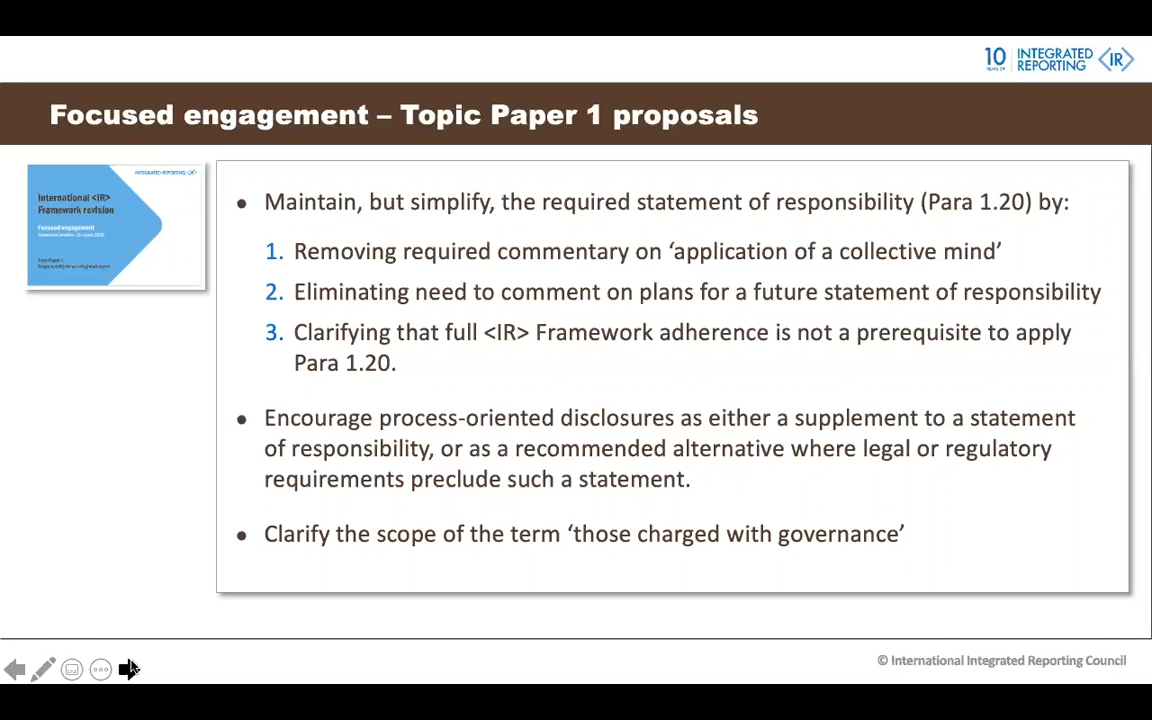 10 INTEGRATED
YEARS OF REPORTING <IR>
Focused engagement – Topic Paper 1 proposals
INTEGRATED REPORTING <IR>
International <IR>
Framework revision
Focused engagement
Topic Paper 1
• Maintain, but simplify, the required statement of responsibility (Para 1.20) by:
1. Removing required commentary on ‘application of a collective mind’
2. Eliminating need to comment on plans for a future statement of responsibility
3. Clarifying that full <IR> Framework adherence is not a prerequisite to apply
Para 1.20.
• Encourage process-oriented disclosures as either a supplement to a statement
of responsibility, or as a recommended alternative where legal or regulatory
requirements preclude such a statement.
• Clarify the scope of the term ‘those charged with governance’
© International Integrated Reporting Council